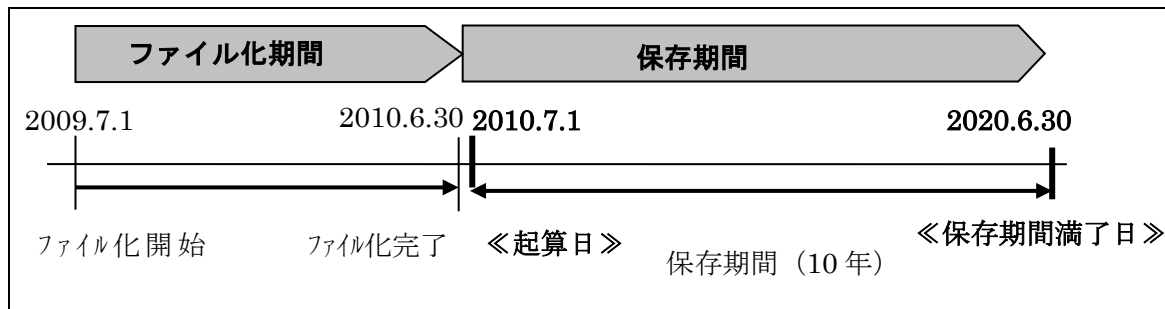 ファイル化期間 保存期間
2009.7.1 2010.6.30 2010.7.1 2020.6.30
ファイル化開始 ファイル化完了 ≪起算日≫ ≪保存期間満了日≫
保存期間（10年）